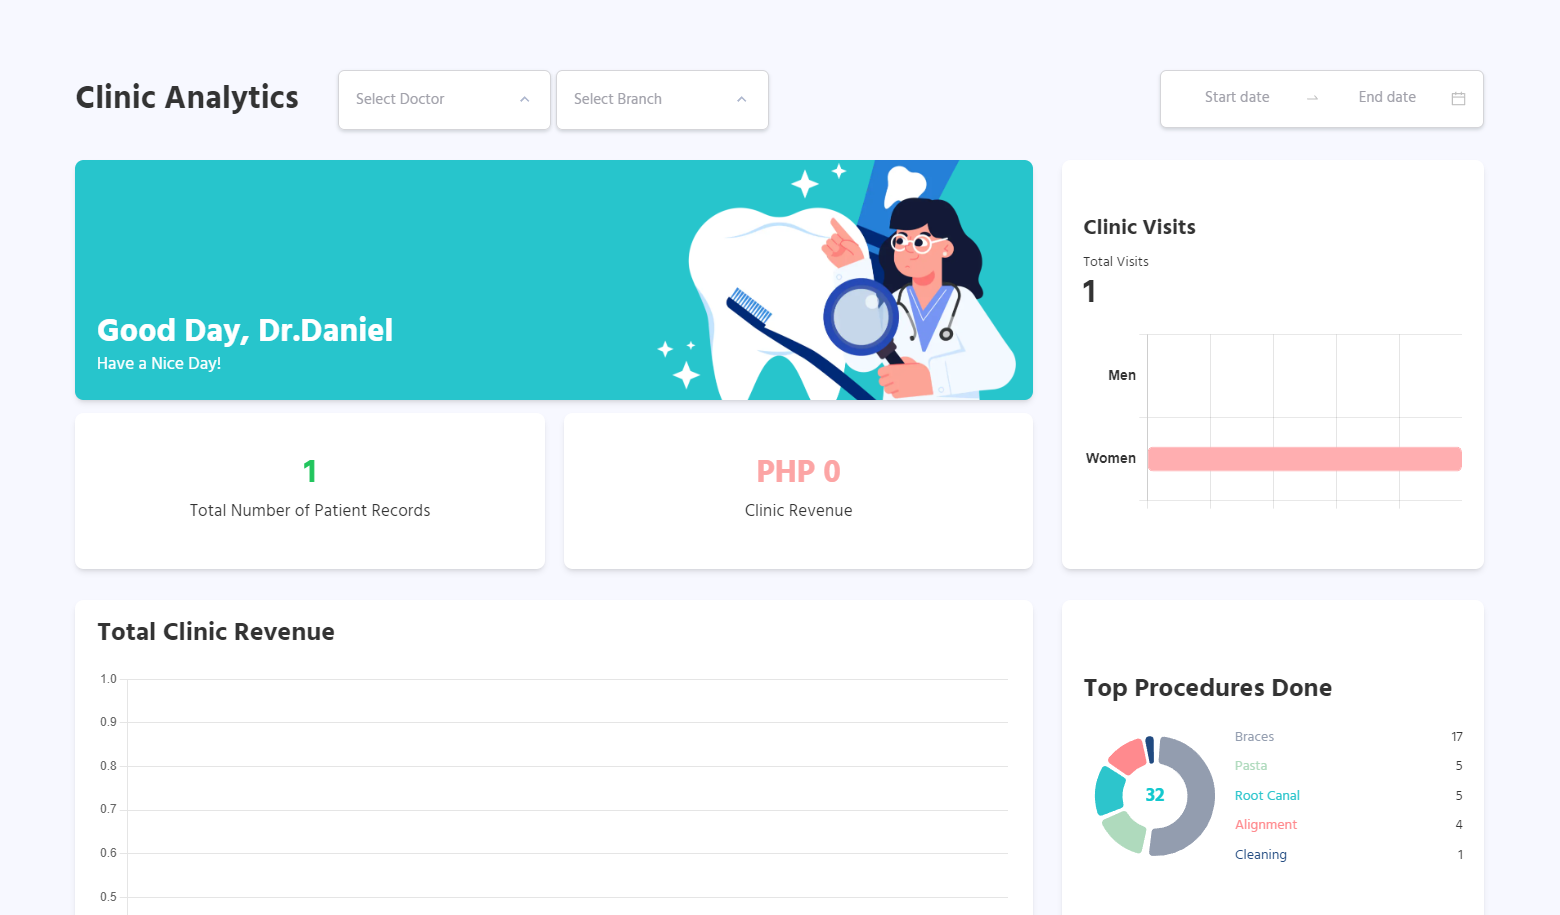 Clinic Analytics
Select Doctor
Select Branch
Start date
End date
Good Day, Dr.Daniel
Have a Nice Day!
Clinic Visits
Total Visits
1
Men
Women
1
Total Number of Patient Records
PHP 0
Clinic Revenue
Total Clinic Revenue
1.0
0.9
0.8
0.7
0.6
0.5
Top Procedures Done
32
Braces 17
Pasta 5
Root Canal 5
Alignment 4
Cleaning 1